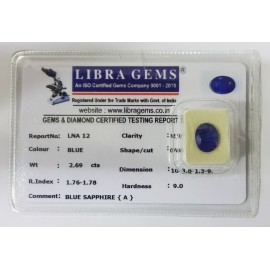 LIBRA GEMS
An ISO Certified Gems Company 9001 - 2015
Registered Under the Trade Marks with Govt. of India
website : www.libragems.co.in
GEMS & DIAMOND CERTIFIED TESTING REPORT
ReportNo: LNA 12 Clarity
Colour : BLUE Shape/cut :
Wt : 2.69 cts Dimension
R.Index : 1.76-1.78
Hardness : 9.0
Comment : BLUE SAPPHIRE { A }